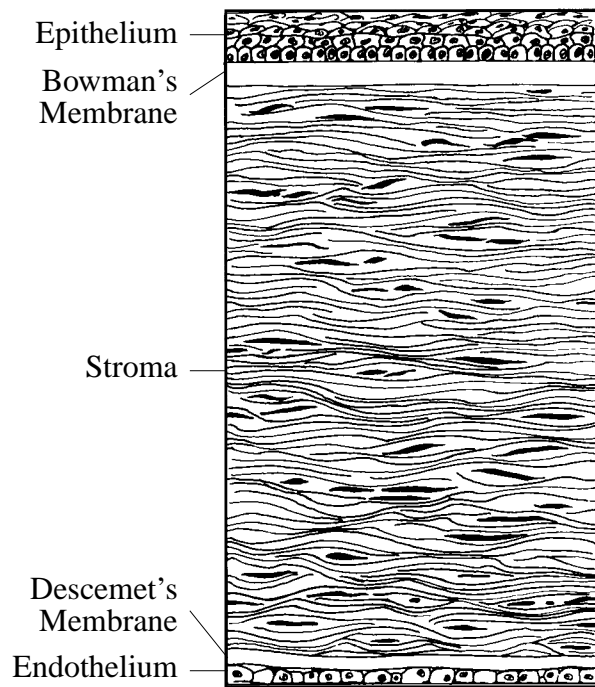 Epithelium
Bowman's
Membrane
Stroma
Descemet's
Membrane
Endothelium